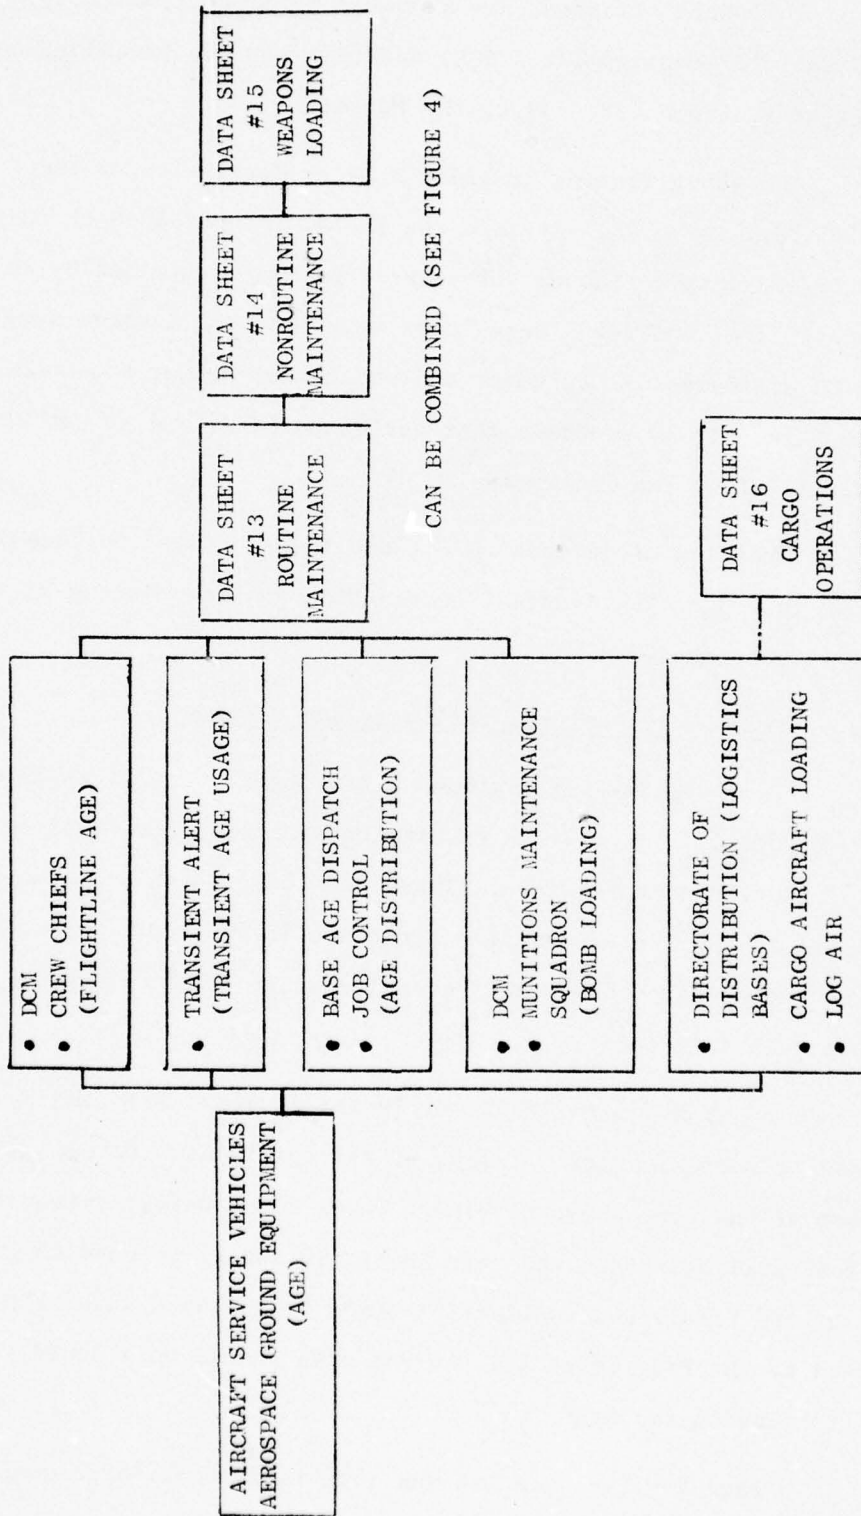 AIRCRAFT SERVICE VEHICLES
AEROSPACE GROUND EQUIPMENT
(AGE)
• DCM
• CREW CHIEFS
(FLIGHTLINE AGE)
• TRANSIENT ALERT
(TRANSIENT AGE USAGE)
• BASE AGE DISPATCH
• JOB CONTROL
(AGE DISTRIBUTION)
• DCM
• MUNITIONS MAINTENANCE
SQUADRON
(BOMB LOADING)
• DIRECTORATE OF
DISTRIBUTION (LOGISTICS
BASES)
• CARGO AIRCRAFT LOADING
• LOG AIR
DATA SHEET
#13
ROUTINE
MAINTENANCE
DATA SHEET
#14
NONROUTINE
MAINTENANCE
DATA SHEET
#15
WEAPONS
LOADING
CAN BE COMBINED (SEE FIGURE 4)
DATA SHEET
#16
CARGO
OPERATIONS